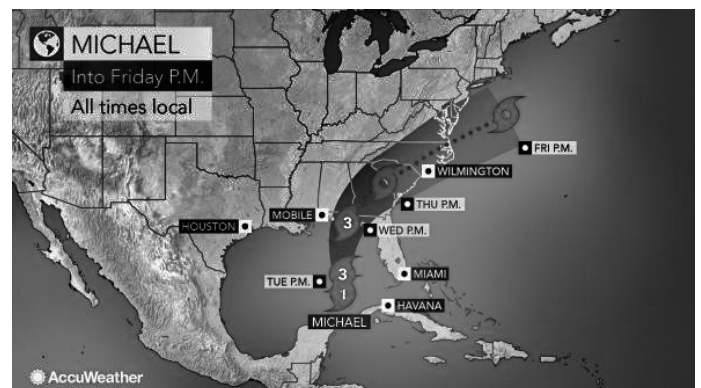 MICHAEL
Into Friday P.M.
All times local
FRI P.M.
WILMINGTON
THU P.M.
MOBILE
HOUSTON
3
WED P.M.
3
TUE P.M.
MIAMI
1
HAVANA
MICHAEL
AccuWeather